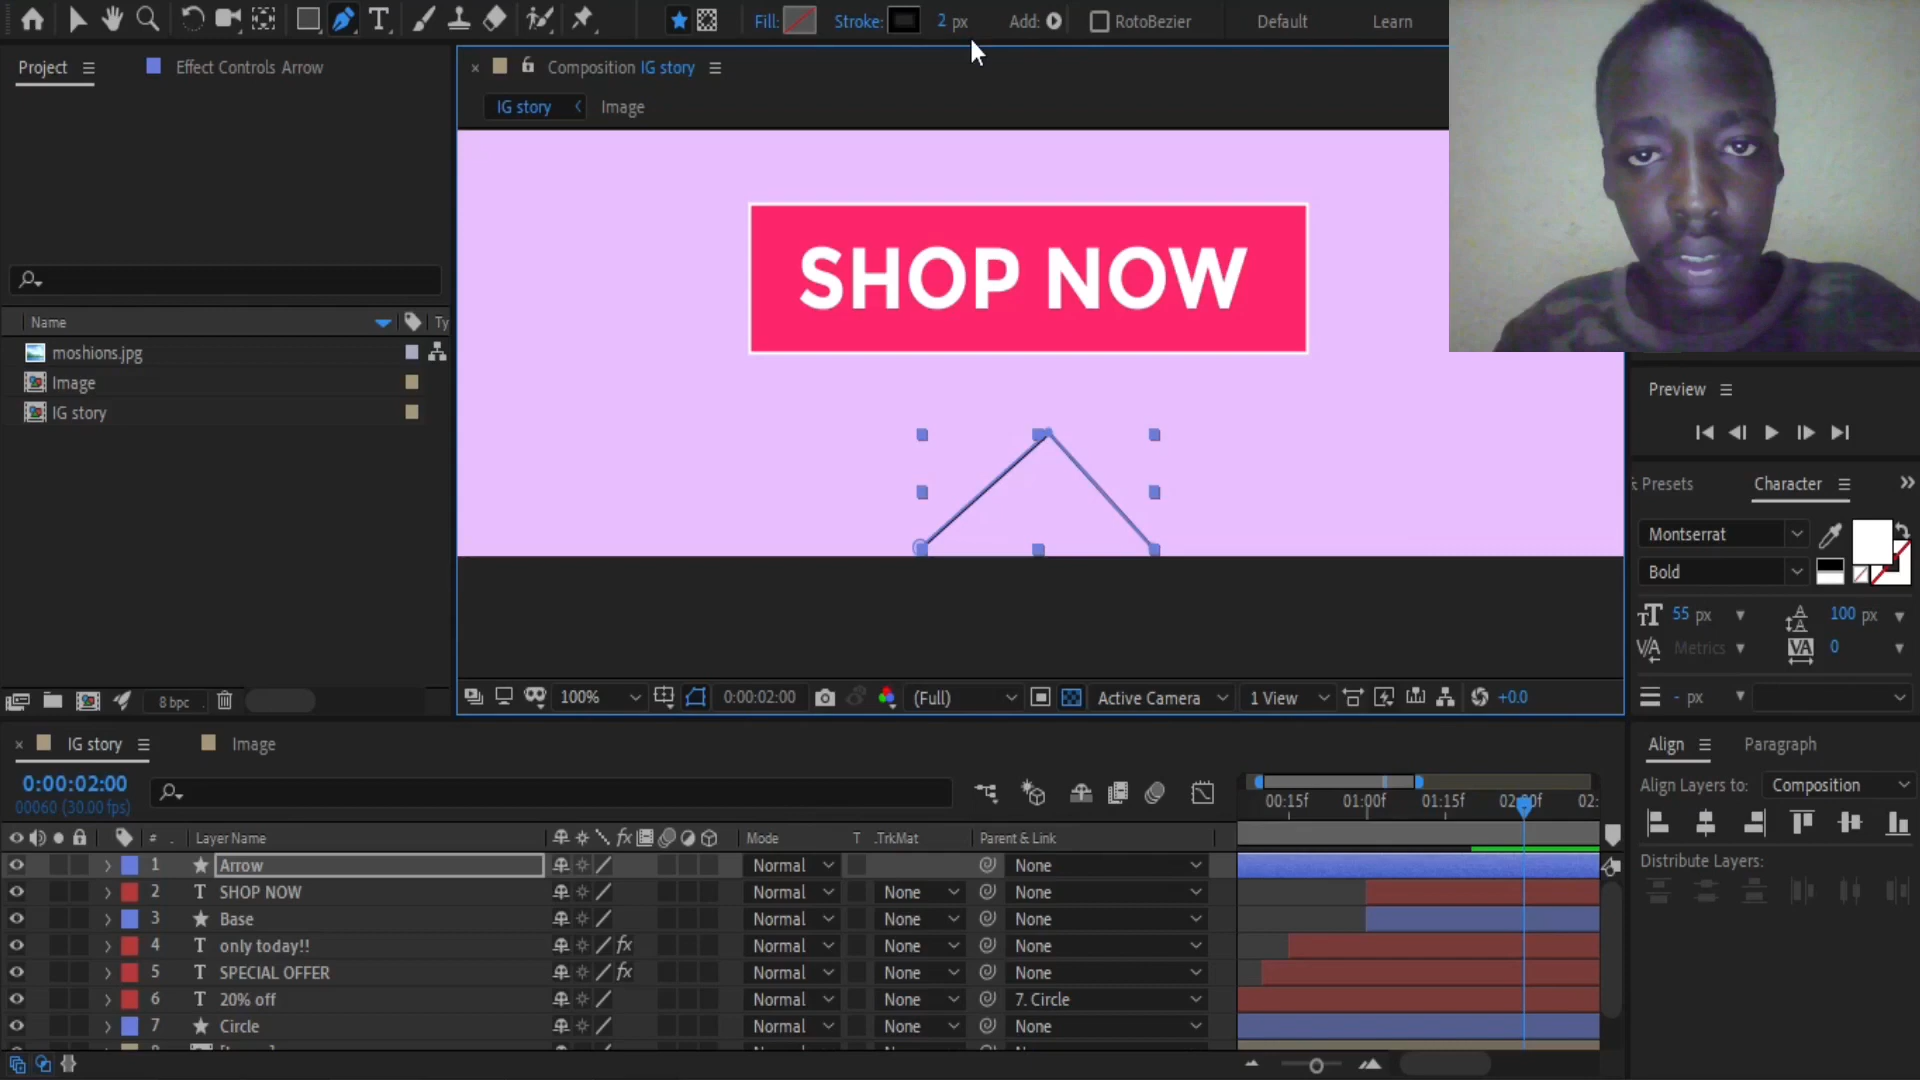 Fill:
Stroke:
2 px
Add:
RotoBezier
Default
Learn
Project
Effect Controls Arrow
Composition IG story
IG story
Image
SHOP NOW
Name
Ty
moshions.jpg
Image
IG story
8 bpc
100%
0:00:02:00
(Full)
Active Camera
1 View
+0.0
Preview
Presets
Character
Montserrat
Bold
55 px
100 px
Metrics
0
- px
IG story
Image
0:00:02:00
00060 (30.00 fps)
00:15f
01:00f
01:15f
02:00f
02:
# Layer Name
Mode
T .TrkMat
Parent & Link
1 Arrow Normal None
2 SHOP NOW Normal None None
3 Base Normal None None
4 only today!! Normal None None
5 SPECIAL OFFER Normal None None
6 20% off Normal None 7. Circle
7 Circle Normal None None
Align
Paragraph
Align Layers to: Composition
Distribute Layers: